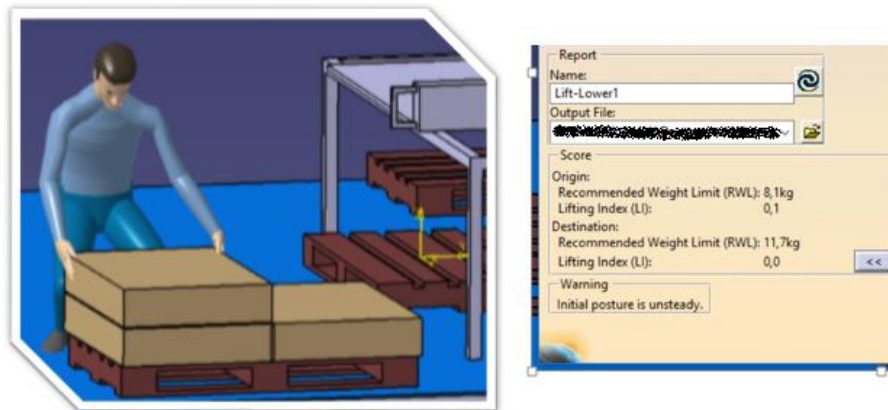 Report
Name:
Lift-Lower1
Output File:
Score
Origin:
Recommended Weight Limit (RWL): 8,1kg
Lifting Index (LI): 0,1
Destination:
Recommended Weight Limit (RWL): 11,7kg
Lifting Index (LI): 0,0
<<
Warning
Initial posture is unsteady.